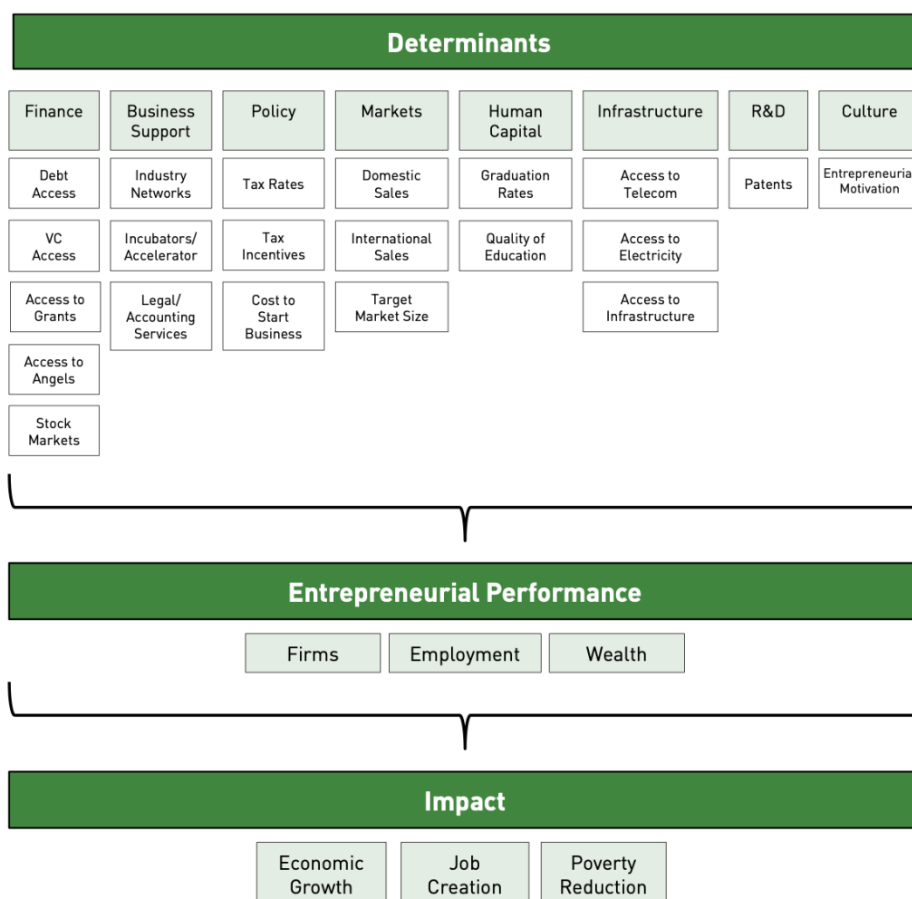 Determinants
Finance
Business
Support
Policy
Markets
Human
Capital
Infrastructure
R&D
Culture
Debt
Access
Industry
Networks
Tax Rates
Domestic
Sales
Graduation
Rates
Access to
Telecom
Patents
Entrepreneurial
Motivation
VC
Access
Incubators/
Accelerator
Tax
Incentives
International
Sales
Quality of
Education
Access to
Electricity
Access to
Grants
Legal/
Accounting
Services
Cost to
Start
Business
Target
Market Size
Access to
Infrastructure
Access to
Angels
Stock
Markets
Entrepreneurial Performance
Firms
Employment
Wealth
Impact
Economic
Growth
Job
Creation
Poverty
Reduction